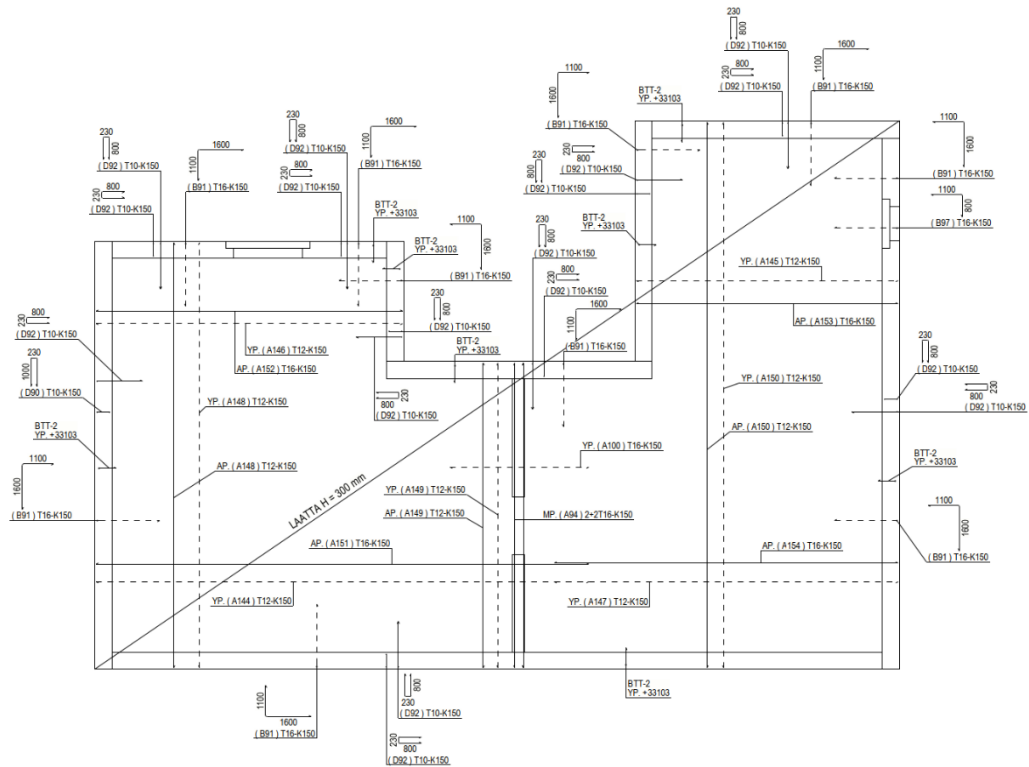 230
800
( D92 ) T10-K150
1600
1100
( B91 ) T16-K150
800
230
( D92 ) T10-K150
1100
1600
( B91 ) T16-K150
BTT-2
YP. +33103
230
800
( D92 ) T10-K150
1600
1100
( B91 ) T16-K150
800
230
( D92 ) T10-K150
230
800
( D92 ) T10-K150
1600
1100
( B91 ) T16-K150
800
230
( D92 ) T10-K150
800
230
( D92 ) T10-K150
230
800
( D92 ) T10-K150
1100
1600
( B91 ) T16-K150
1100
800
( B97 ) T16-K150
BTT-2
YP. +33103
BTT-2
YP. +33103
1100
1600
( B91 ) T16-K150
BTT-2
YP. +33103
230
800
( D92 ) T10-K150
800
230
( D92 ) T10-K150
YP. ( A145 ) T12-K150
AP. ( A153 ) T16-K150
800
230
( D92 ) T10-K150
230
800
( D92 ) T10-K150
1600
1100
( B91 ) T16-K150
BTT-2
YP. +33103
YP. ( A146 ) T12-K150
AP. ( A152 ) T16-K150
230
1000
( D90 ) T10-K150
YP. ( A148 ) T12-K150
800
230
( D92 ) T10-K150
YP. ( A150 ) T12-K150
230
800
( D92 ) T10-K150
230
800
( D92 ) T10-K150
BTT-2
YP. +33103
AP. ( A148 ) T12-K150
YP. ( A100 ) T16-K150
AP. ( A150 ) T12-K150
BTT-2
YP. +33103
1100
1600
( B91 ) T16-K150
LAATTA H = 300 mm
YP. ( A149 ) T12-K150
AP. ( A149 ) T12-K150
MP. ( A94 ) 2+2T16-K150
1100
1600
( B91 ) T16-K150
AP. ( A151 ) T16-K150
AP. ( A154 ) T16-K150
YP. ( A144 ) T12-K150
YP. ( A147 ) T12-K150
BTT-2
YP. +33103
1100
1600
( B91 ) T16-K150
800
230
( D92 ) T10-K150
230
800
( D92 ) T10-K150